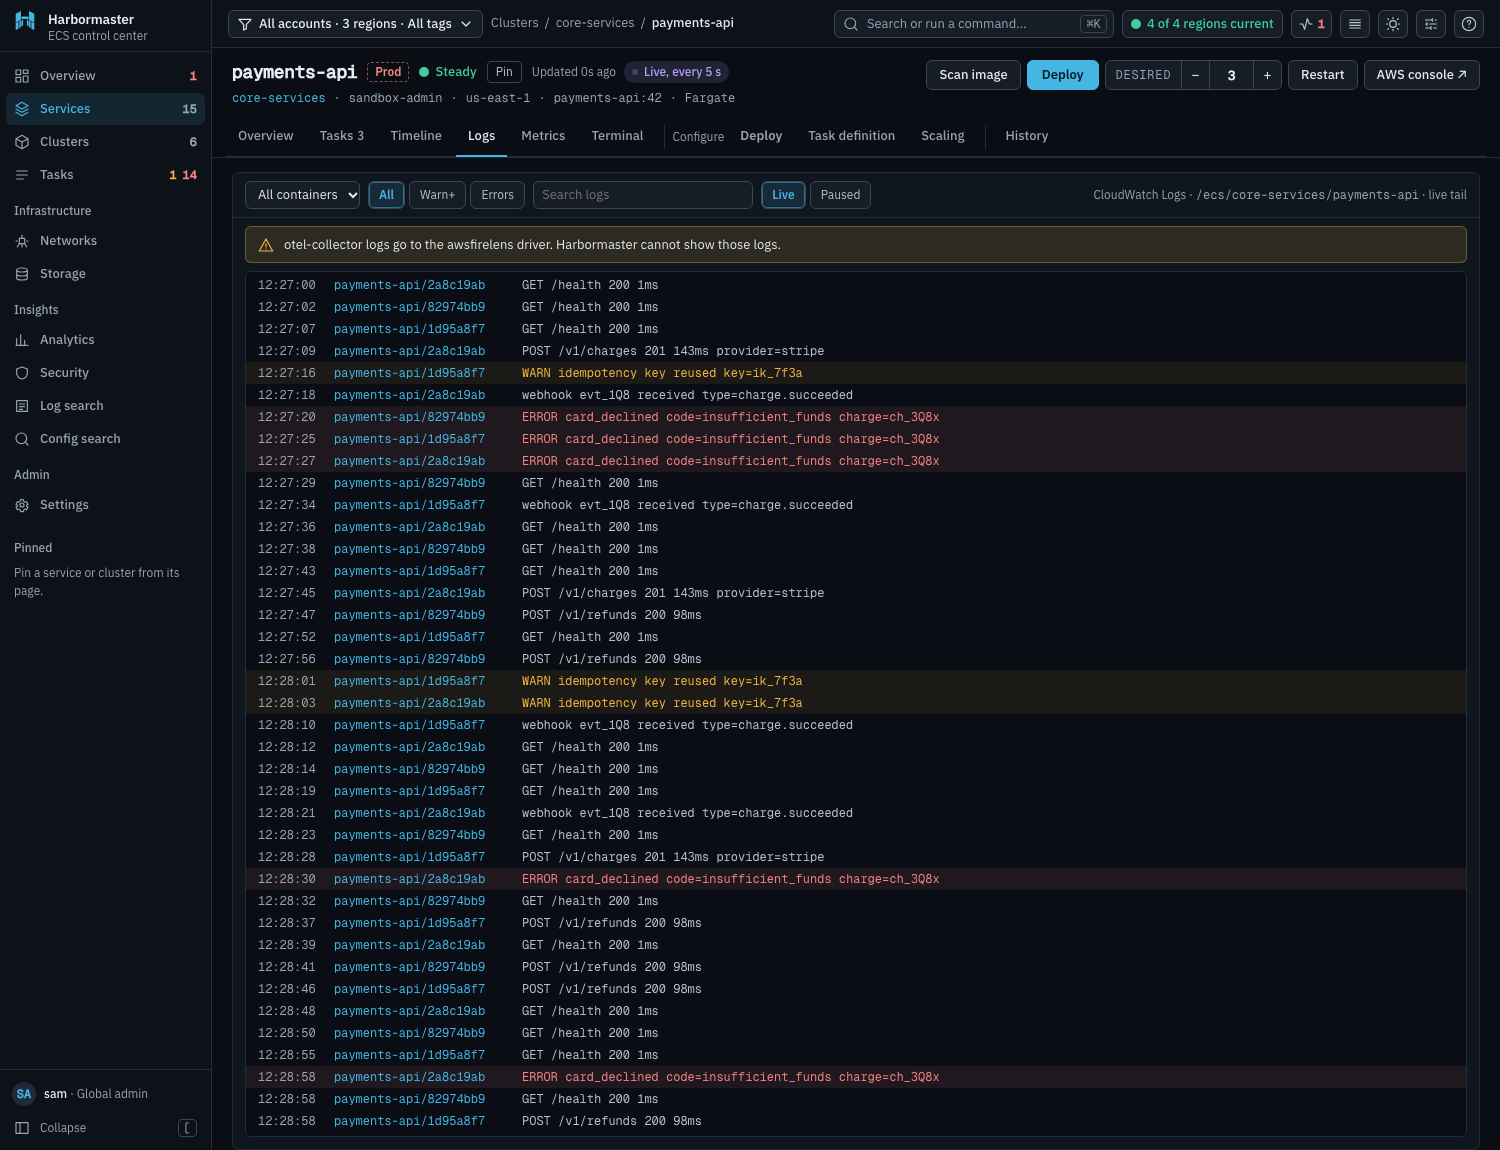 Harbormaster
ECS control center
Overview 1
Services 15
Clusters 6
Tasks 1 14
Infrastructure
Networks
Storage
Insights
Analytics
Security
Log search
Config search
Admin
Settings
Pinned
Pin a service or cluster from its
page.
SA sam · Global admin
Collapse [
All accounts · 3 regions · All tags
Clusters / core-services / payments-api
Search or run a command... ⌘K
4 of 4 regions current
1
payments-api Prod Steady Pin Updated 0s ago Live, every 5 s
core-services · sandbox-admin · us-east-1 · payments-api:42 · Fargate
Scan image Deploy DESIRED − 3 + Restart AWS console ↗
Overview Tasks 3 Timeline Logs Metrics Terminal Configure Deploy Task definition Scaling History
All containers All Warn+ Errors Search logs Live Paused
CloudWatch Logs · /ecs/core-services/payments-api · live tail
otel-collector logs go to the awsfirelens driver. Harbormaster cannot show those logs.
12:27:00 payments-api/2a8c19ab GET /health 200 1ms
12:27:02 payments-api/82974bb9 GET /health 200 1ms
12:27:07 payments-api/1d95a8f7 GET /health 200 1ms
12:27:09 payments-api/2a8c19ab POST /v1/charges 201 143ms provider=stripe
12:27:16 payments-api/1d95a8f7 WARN idempotency key reused key=ik_7f3a
12:27:18 payments-api/2a8c19ab webhook evt_1Q8 received type=charge.succeeded
12:27:20 payments-api/82974bb9 ERROR card_declined code=insufficient_funds charge=ch_3Q8x
12:27:25 payments-api/1d95a8f7 ERROR card_declined code=insufficient_funds charge=ch_3Q8x
12:27:27 payments-api/2a8c19ab ERROR card_declined code=insufficient_funds charge=ch_3Q8x
12:27:29 payments-api/82974bb9 GET /health 200 1ms
12:27:34 payments-api/1d95a8f7 webhook evt_1Q8 received type=charge.succeeded
12:27:36 payments-api/2a8c19ab GET /health 200 1ms
12:27:38 payments-api/82974bb9 GET /health 200 1ms
12:27:43 payments-api/1d95a8f7 GET /health 200 1ms
12:27:45 payments-api/2a8c19ab POST /v1/charges 201 143ms provider=stripe
12:27:47 payments-api/82974bb9 POST /v1/refunds 200 98ms
12:27:52 payments-api/1d95a8f7 GET /health 200 1ms
12:27:56 payments-api/82974bb9 POST /v1/refunds 200 98ms
12:28:01 payments-api/1d95a8f7 WARN idempotency key reused key=ik_7f3a
12:28:03 payments-api/2a8c19ab WARN idempotency key reused key=ik_7f3a
12:28:10 payments-api/1d95a8f7 webhook evt_1Q8 received type=charge.succeeded
12:28:12 payments-api/2a8c19ab GET /health 200 1ms
12:28:14 payments-api/82974bb9 GET /health 200 1ms
12:28:19 payments-api/1d95a8f7 GET /health 200 1ms
12:28:21 payments-api/2a8c19ab webhook evt_1Q8 received type=charge.succeeded
12:28:23 payments-api/82974bb9 GET /health 200 1ms
12:28:28 payments-api/1d95a8f7 POST /v1/charges 201 143ms provider=stripe
12:28:30 payments-api/2a8c19ab ERROR card_declined code=insufficient_funds charge=ch_3Q8x
12:28:32 payments-api/82974bb9 GET /health 200 1ms
12:28:37 payments-api/1d95a8f7 POST /v1/refunds 200 98ms
12:28:39 payments-api/2a8c19ab GET /health 200 1ms
12:28:41 payments-api/82974bb9 POST /v1/refunds 200 98ms
12:28:46 payments-api/1d95a8f7 POST /v1/refunds 200 98ms
12:28:48 payments-api/2a8c19ab GET /health 200 1ms
12:28:50 payments-api/82974bb9 GET /health 200 1ms
12:28:55 payments-api/1d95a8f7 GET /health 200 1ms
12:28:58 payments-api/2a8c19ab ERROR card_declined code=insufficient_funds charge=ch_3Q8x
12:28:58 payments-api/82974bb9 GET /health 200 1ms
12:28:58 payments-api/1d95a8f7 POST /v1/refunds 200 98ms